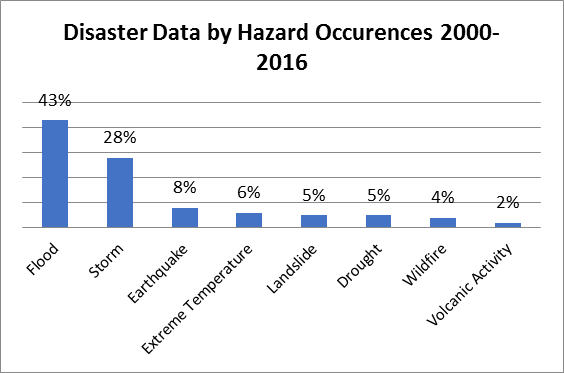 Disaster Data by Hazard Occurences 2000-
2016
43%
28%
8%
6%
5%
5%
4%
2%
Flood
Storm
Earthquake
Extreme Temperature
Landslide
Drought
Wildfire
Volcanic Activity